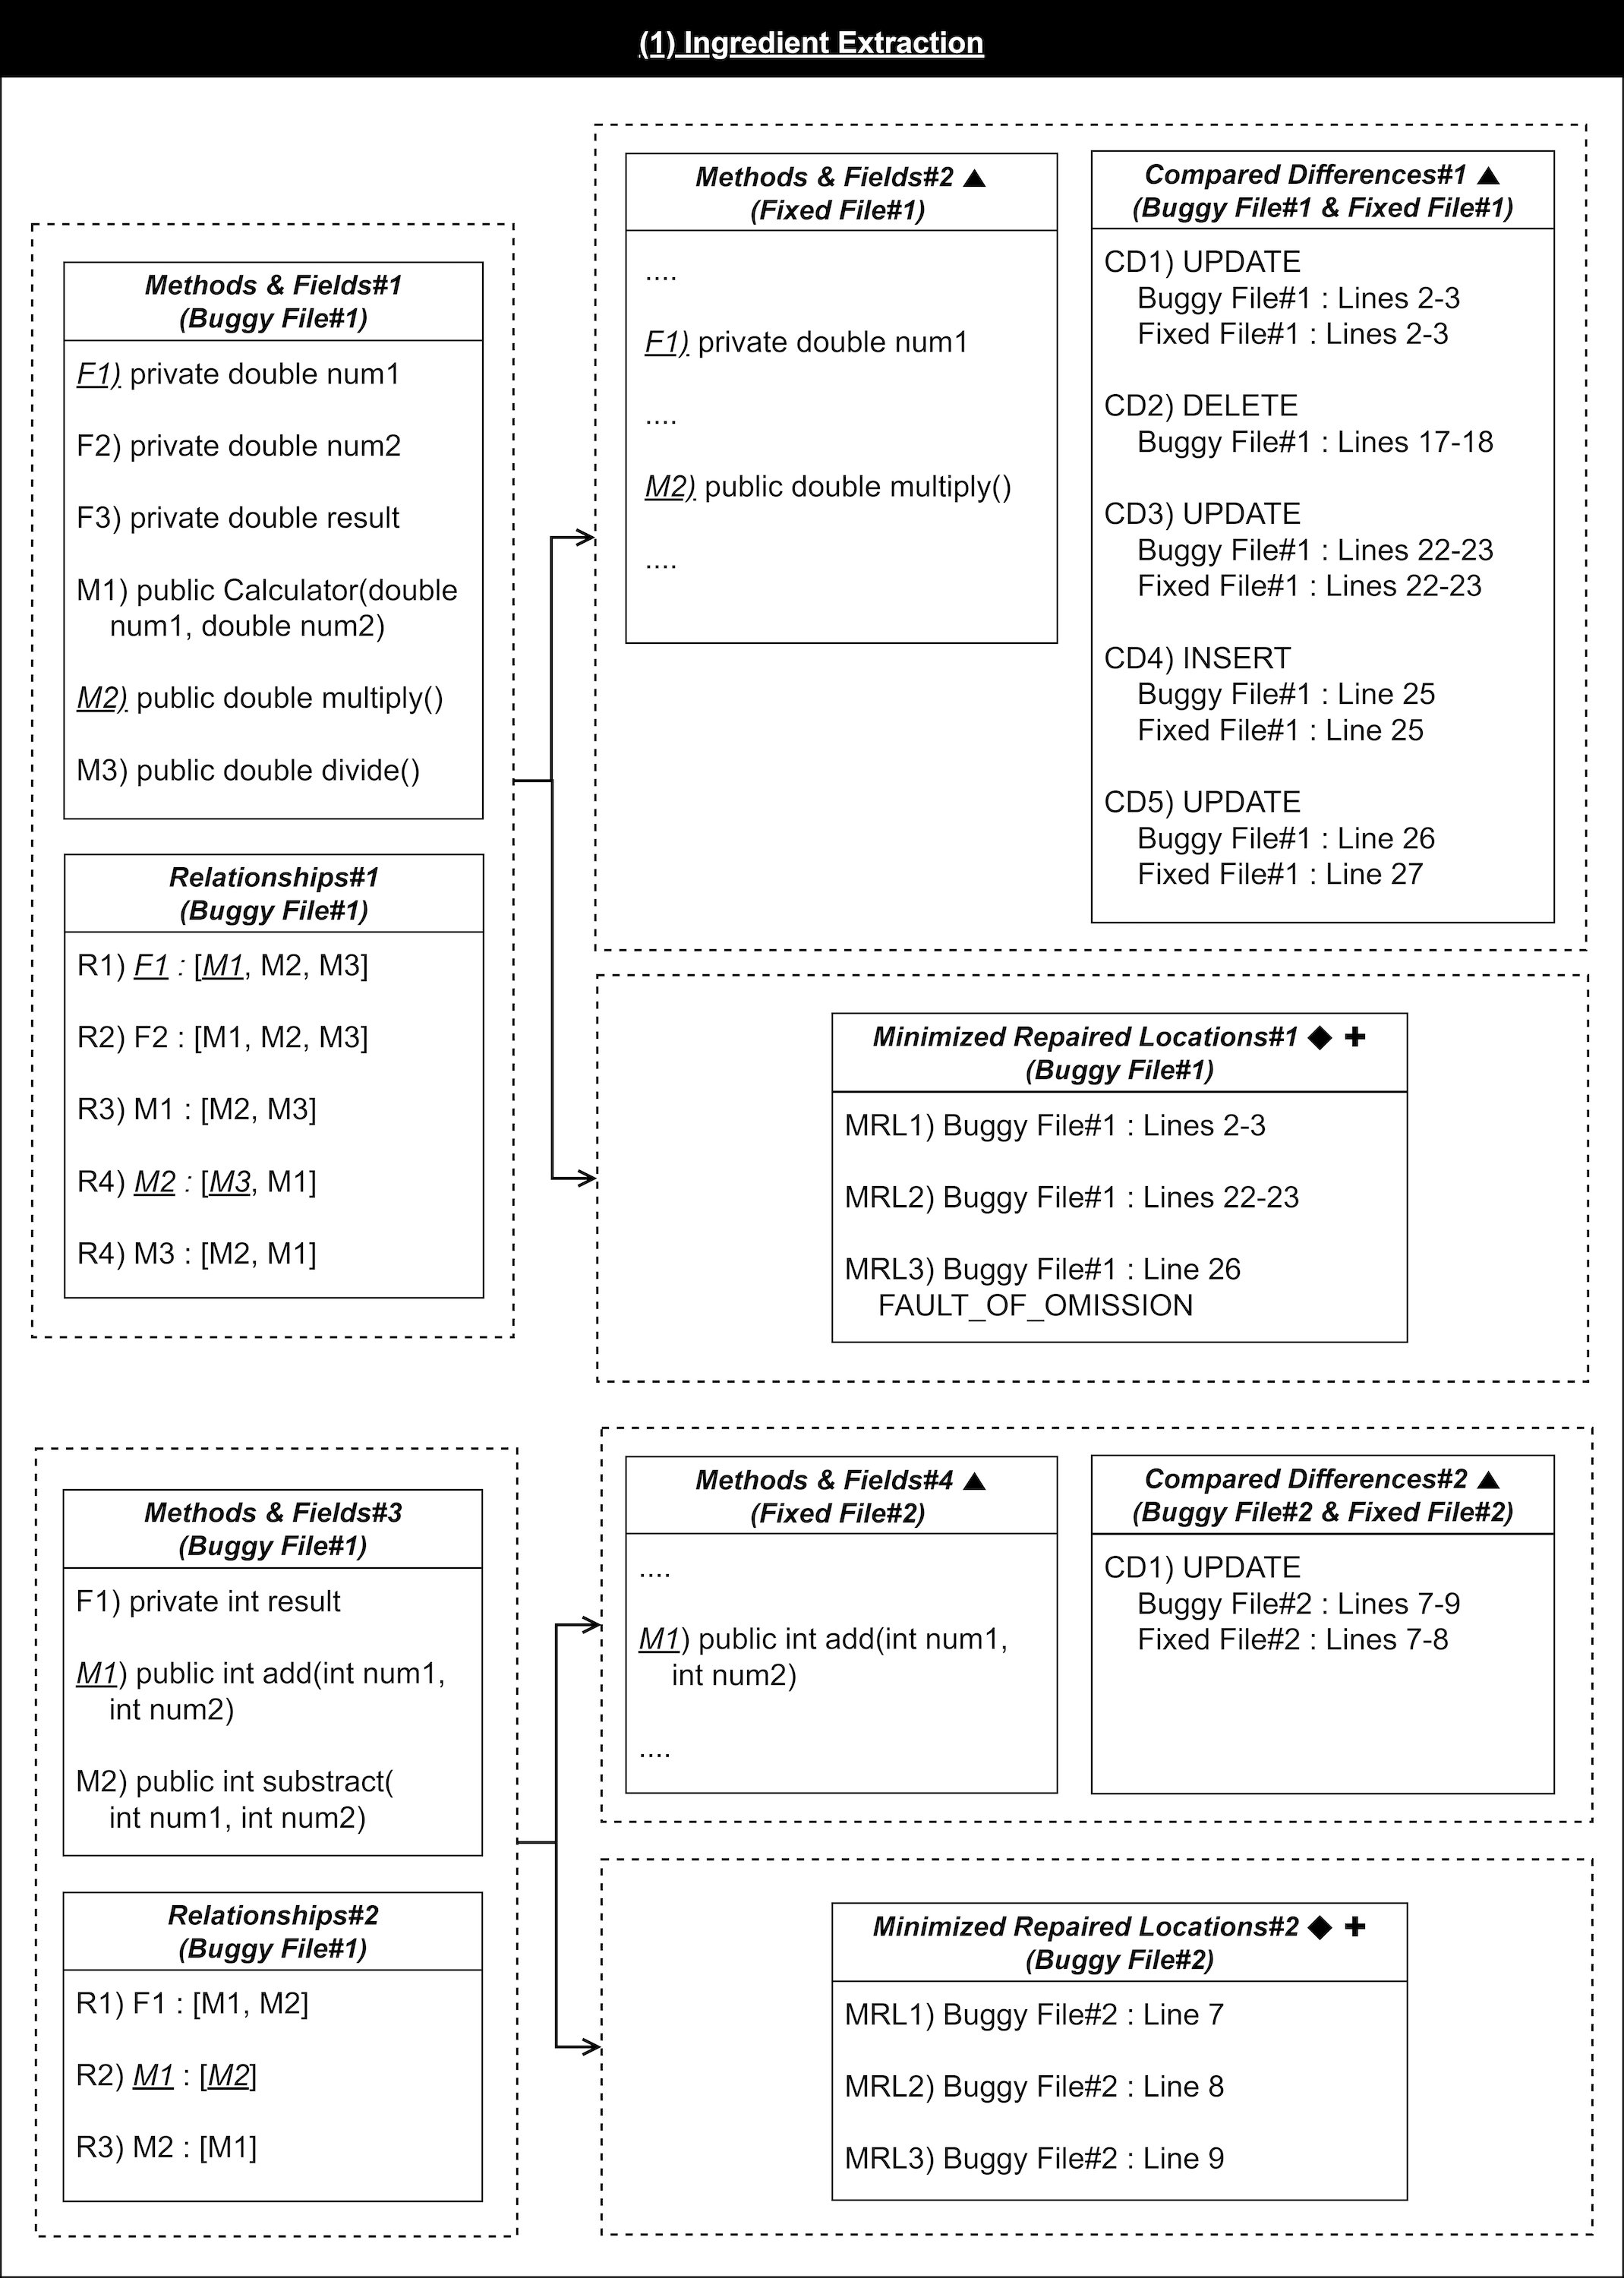 (1) Ingredient Extraction
Methods & Fields#1
(Buggy File#1)
F1) private double num1
F2) private double num2
F3) private double result
M1) public Calculator(double
num1, double num2)
M2) public double multiply()
M3) public double divide()
Relationships#1
(Buggy File#1)
R1) F1 : [M1, M2, M3]
R2) F2 : [M1, M2, M3]
R3) M1 : [M2, M3]
R4) M2 : [M3, M1]
R4) M3 : [M2, M1]
Methods & Fields#2 ▲
(Fixed File#1)
....
F1) private double num1
....
M2) public double multiply()
....
Compared Differences#1 ▲
(Buggy File#1 & Fixed File#1)
CD1) UPDATE
Buggy File#1 : Lines 2-3
Fixed File#1 : Lines 2-3
CD2) DELETE
Buggy File#1 : Lines 17-18
CD3) UPDATE
Buggy File#1 : Lines 22-23
Fixed File#1 : Lines 22-23
CD4) INSERT
Buggy File#1 : Line 25
Fixed File#1 : Line 25
CD5) UPDATE
Buggy File#1 : Line 26
Fixed File#1 : Line 27
Minimized Repaired Locations#1 ◆ ✚
(Buggy File#1)
MRL1) Buggy File#1 : Lines 2-3
MRL2) Buggy File#1 : Lines 22-23
MRL3) Buggy File#1 : Line 26
FAULT_OF_OMISSION
Methods & Fields#3
(Buggy File#1)
F1) private int result
M1) public int add(int num1,
int num2)
M2) public int substract(
int num1, int num2)
Relationships#2
(Buggy File#1)
R1) F1 : [M1, M2]
R2) M1 : [M2]
R3) M2 : [M1]
Methods & Fields#4 ▲
(Fixed File#2)
....
M1) public int add(int num1,
int num2)
....
Compared Differences#2 ▲
(Buggy File#2 & Fixed File#2)
CD1) UPDATE
Buggy File#2 : Lines 7-9
Fixed File#2 : Lines 7-8
Minimized Repaired Locations#2 ◆ ✚
(Buggy File#2)
MRL1) Buggy File#2 : Line 7
MRL2) Buggy File#2 : Line 8
MRL3) Buggy File#2 : Line 9